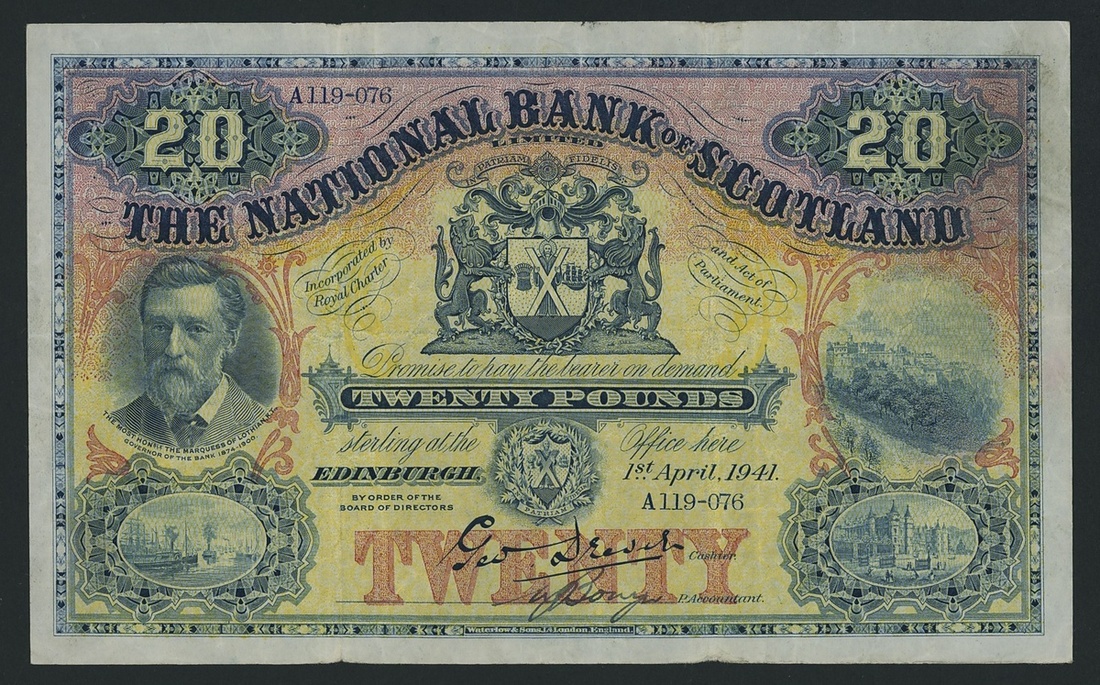 20
A119-076
20
THE NATIONAL BANK OF SCOTLAND
LIMITED
PATRIAM FIDELIS
Incorporated by
Royal Charter
and Act of
Parliament.
Promise to pay the bearer on demand
TWENTY POUNDS
sterling at the Office here
EDINBURGH, 1st April, 1941.
THE MOST HONBLE THE MARQUESS OF LOTHIAN, K.T.
GOVERNOR OF THE BANK 1874-1900.
BY ORDER OF THE
BOARD OF DIRECTORS
PATRIAM
A119-076
TWENTY
Cashier.
P.Accountant.
Waterlow & Sons Ld London, England.